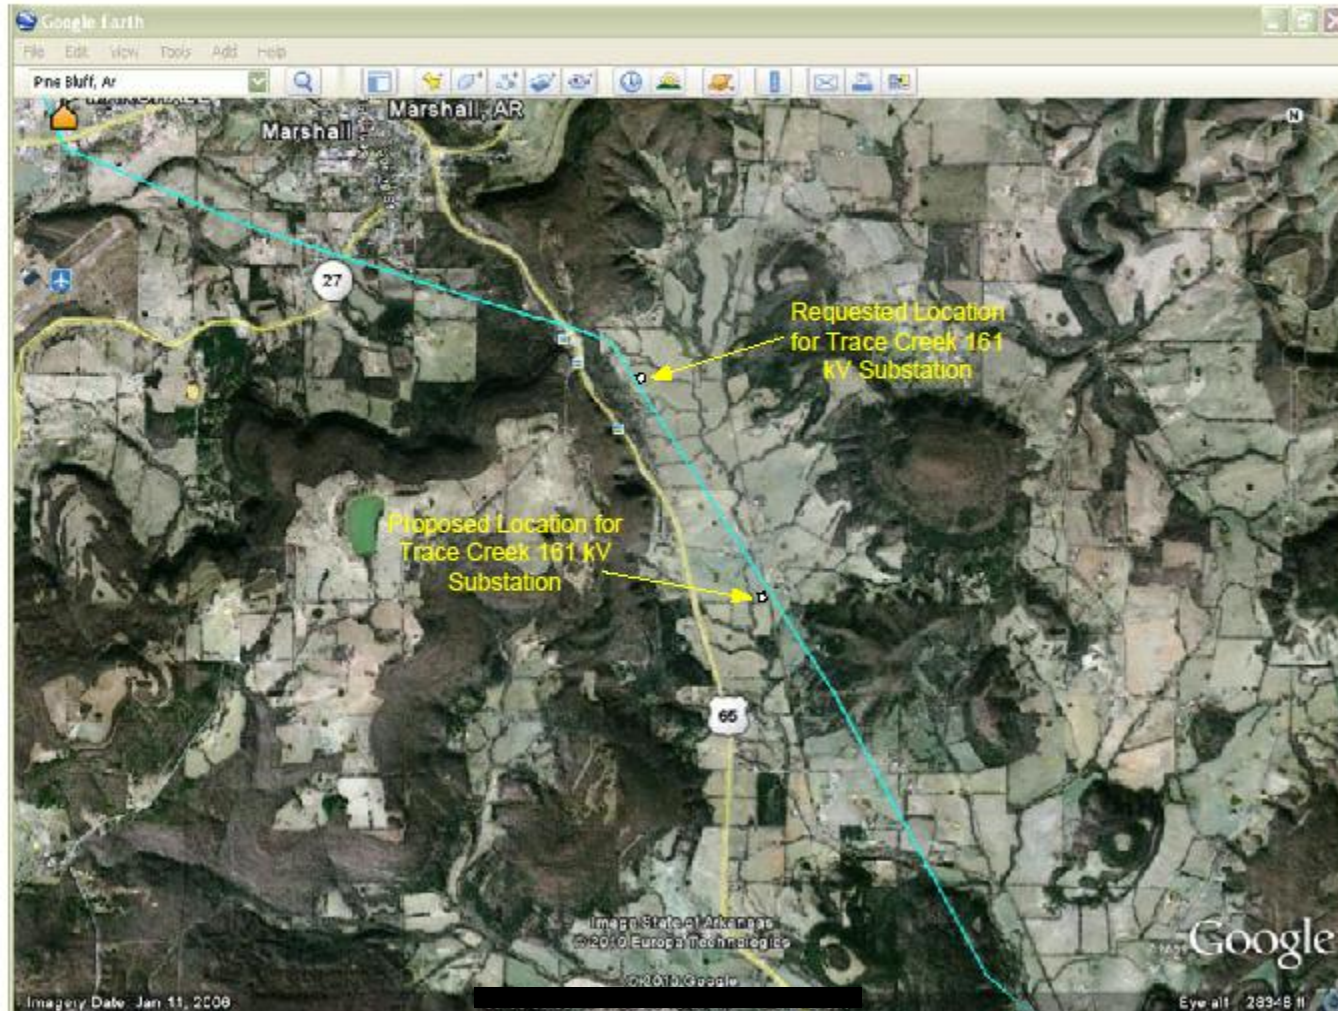 Google Earth
File Edit View Tools Add Help
Pine Bluff, Ar
Marshall, AR
Marshall
N
27
Requested Location
for Trace Creek 161
kV Substation
Proposed Location for
Trace Creek 161 kV
Substation
65
Image State of Arkansas
© 2010 Europa Technologies
© 2010 Google
Google
Imagery Date: Jan 11, 2006
Eye alt 28348 ft